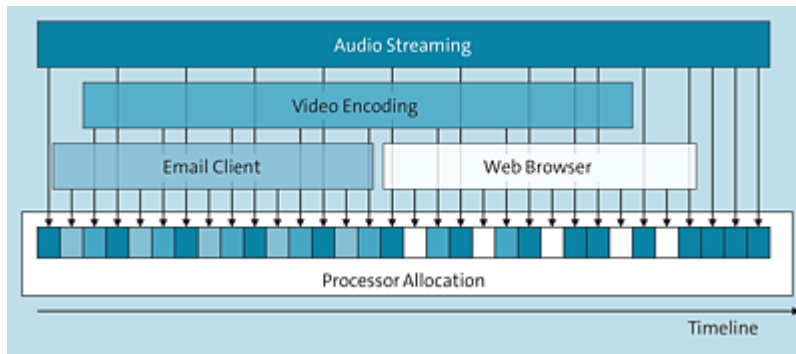 Audio Streaming
Video Encoding
Email Client
Web Browser
Processor Allocation
Timeline